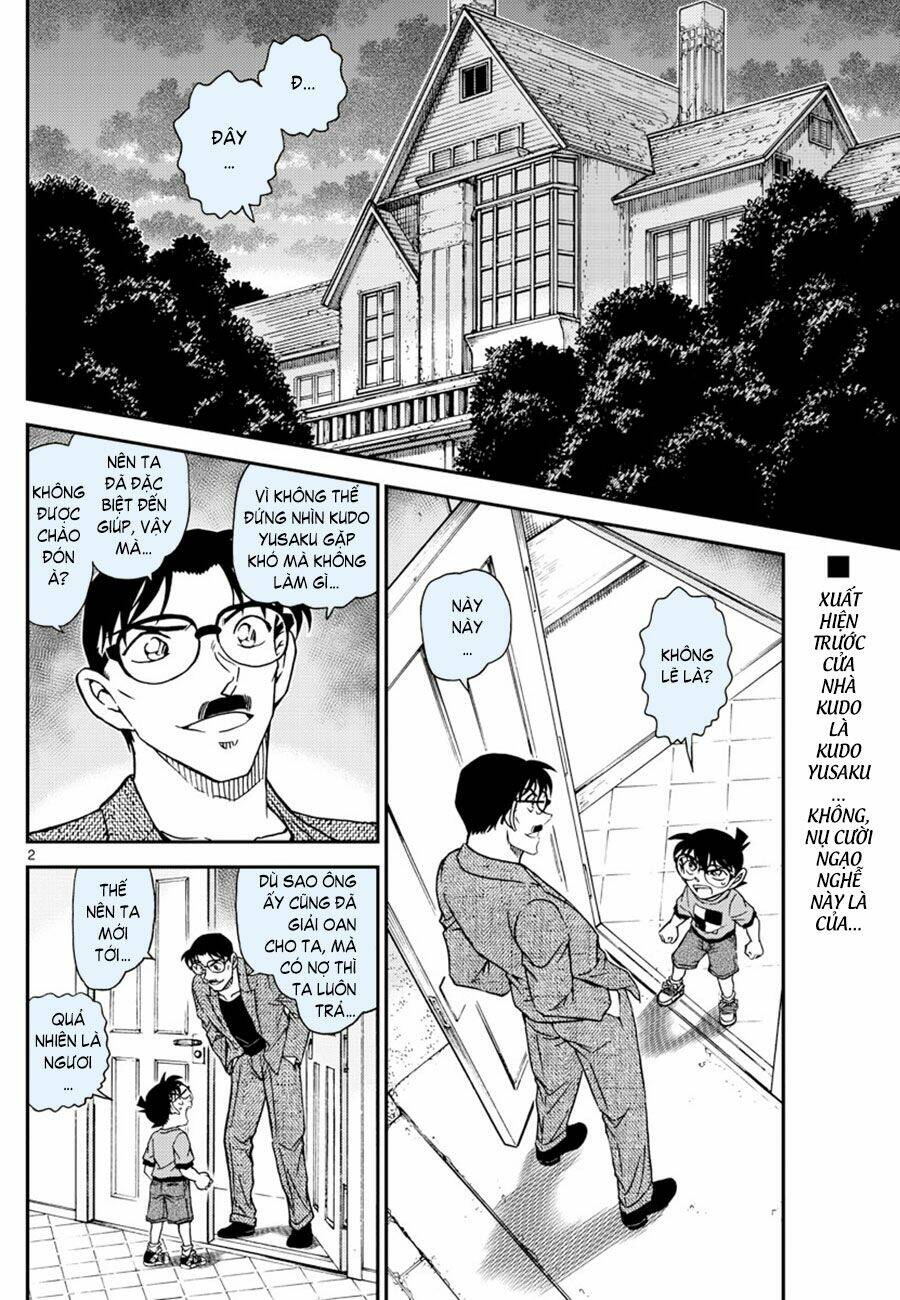 Đ...
ĐÂY
...
XUẤT
HIỆN
TRƯỚC
CỬA
NHÀ
KUDO
LÀ
KUDO
YUSAKU
...
KHÔNG,
NỤ CƯỜI
NGẠO
NGHỄ
NÀY LÀ
CỦA...
KHÔNG
LẼ LÀ?
NÀY
NÀY
...
VÌ KHÔNG THỂ
ĐỨNG NHÌN KUDO
YUSAKU GẶP
KHÓ MÀ KHÔNG
LÀM GÌ...
NÊN TA
ĐÃ ĐẶC
BIỆT ĐẾN
GIÚP, VẬY
MÀ...
KHÔNG
ĐƯỢC
CHÀO
ĐÓN
À?
2
DÙ SAO ÔNG
ẤY CŨNG ĐÃ
GIẢI OAN
CHO TA, MÀ
CÓ NỢ THÌ
TA LUÔN
TRẢ...
THẾ
NÊN TA
MỚI
TỚI...
QUẢ
NHIÊN LÀ
NGƯƠI
...